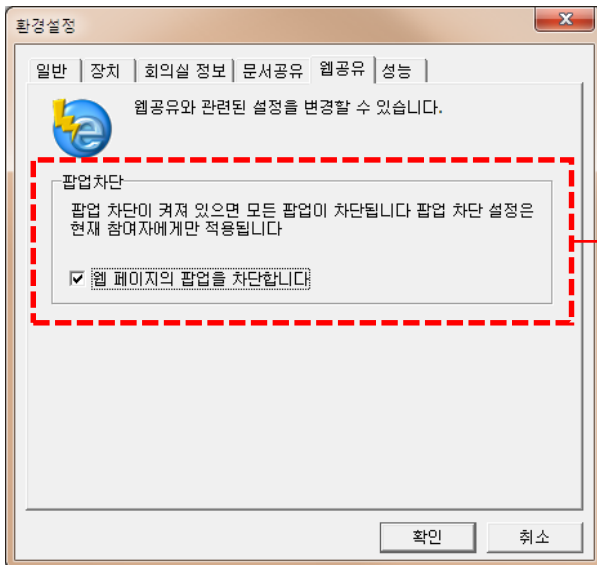 환경설정
일반 장치 회의실 정보 문서공유 웹공유 성능
웹공유와 관련된 설정을 변경할 수 있습니다.
팝업차단
팝업 차단이 켜져 있으면 모든 팝업이 차단됩니다 팝업 차단 설정은
현재 참여자에게만 적용됩니다
웹 페이지의 팝업을 차단합니다
확인 취소